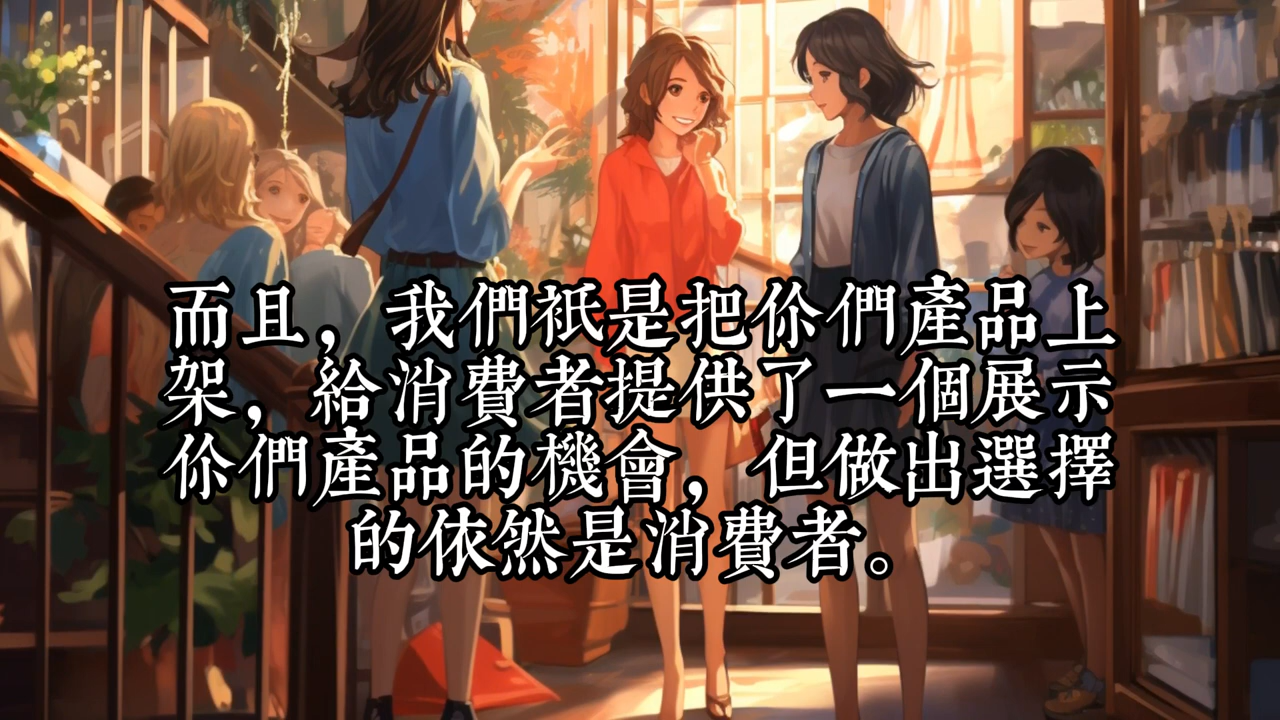 而且，我們衹是把你們產品上
架，給消費者提供了一個展示
你們產品的機會，但做出選擇
的依然是消費者。